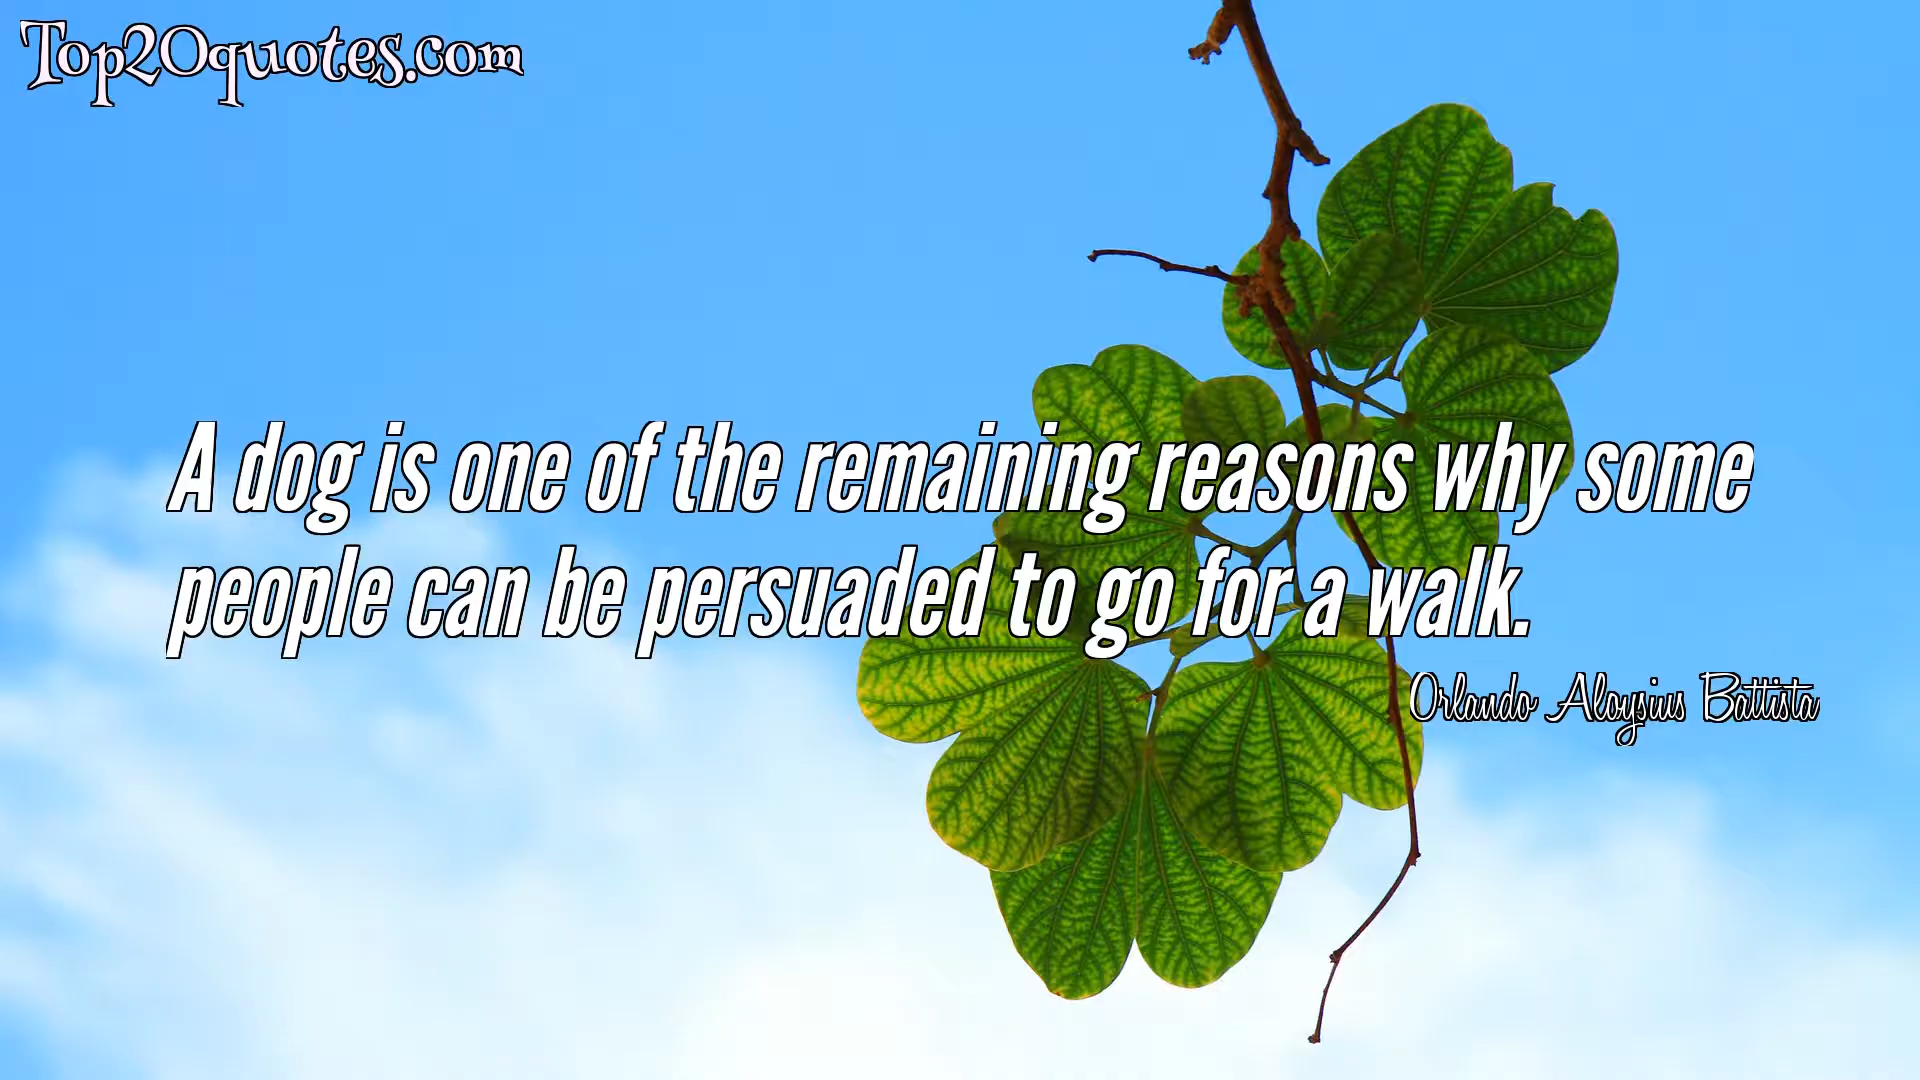 Top20quotes.com
A dog is one of the remaining reasons why some
people can be persuaded to go for a walk.
Orlando Aloysius Battista